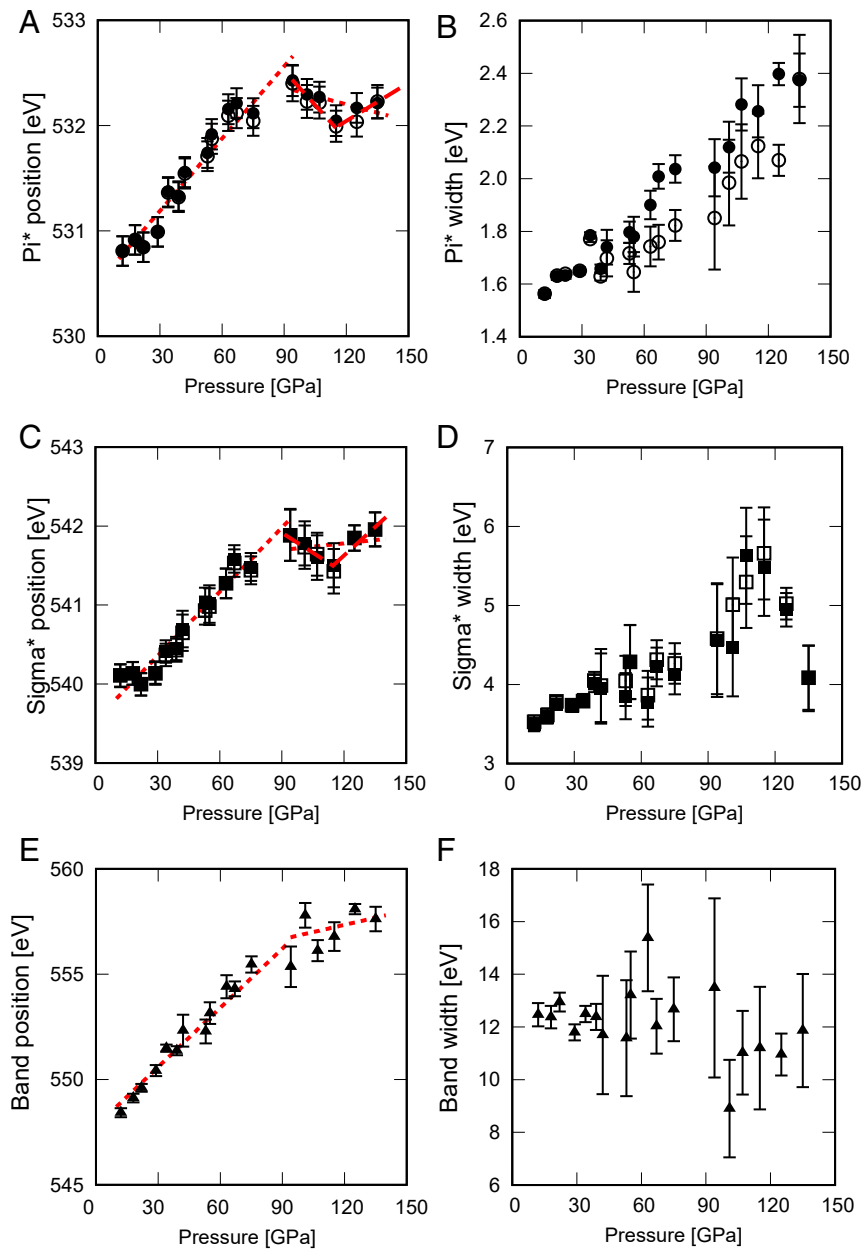 A
533
532
531
530
Pi* position [eV]
0 30 60 90 120 150
Pressure [GPa]
B
2.6
2.4
2.2
2.0
1.8
1.6
1.4
Pi* width [eV]
0 30 60 90 120 150
Pressure [GPa]
C
543
542
541
540
539
Sigma* position [eV]
0 30 60 90 120 150
Pressure [GPa]
D
7
6
5
4
3
Sigma* width [eV]
0 30 60 90 120 150
Pressure [GPa]
E
560
555
550
545
Band position [eV]
0 30 60 90 120 150
Pressure [GPa]
F
18
16
14
12
10
8
6
Band width [eV]
0 30 60 90 120 150
Pressure [GPa]